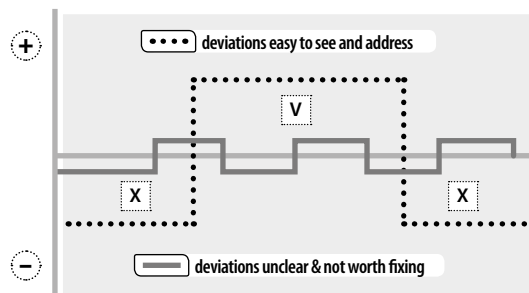 +
deviations easy to see and address
V
X
X
−
deviations unclear & not worth fixing